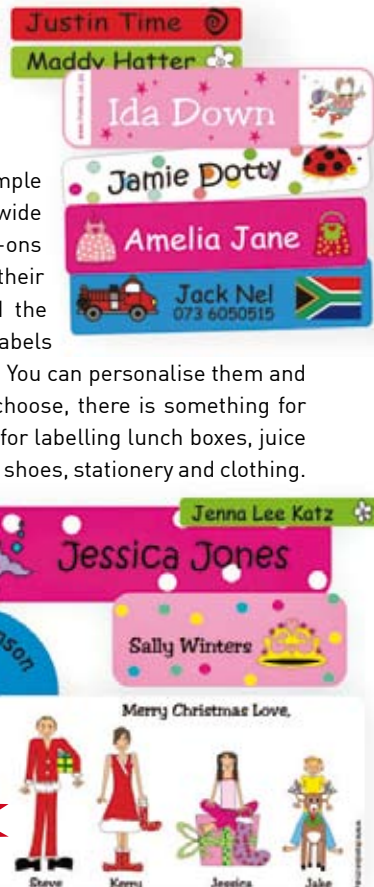 Justin Time
Maddy Hatter
Ida Down
Jamie Dotty
Amelia Jane
Jack Nel
073 6050515
mple
wide
-ons
their
d the
abels
You can personalise them and
choose, there is something for
for labelling lunch boxes, juice
shoes, stationery and clothing.
Jenna Lee Katz
Jessica Jones
nson
Sally Winters
Merry Christmas Love,
Steve
Kerry
Jessica
Jake